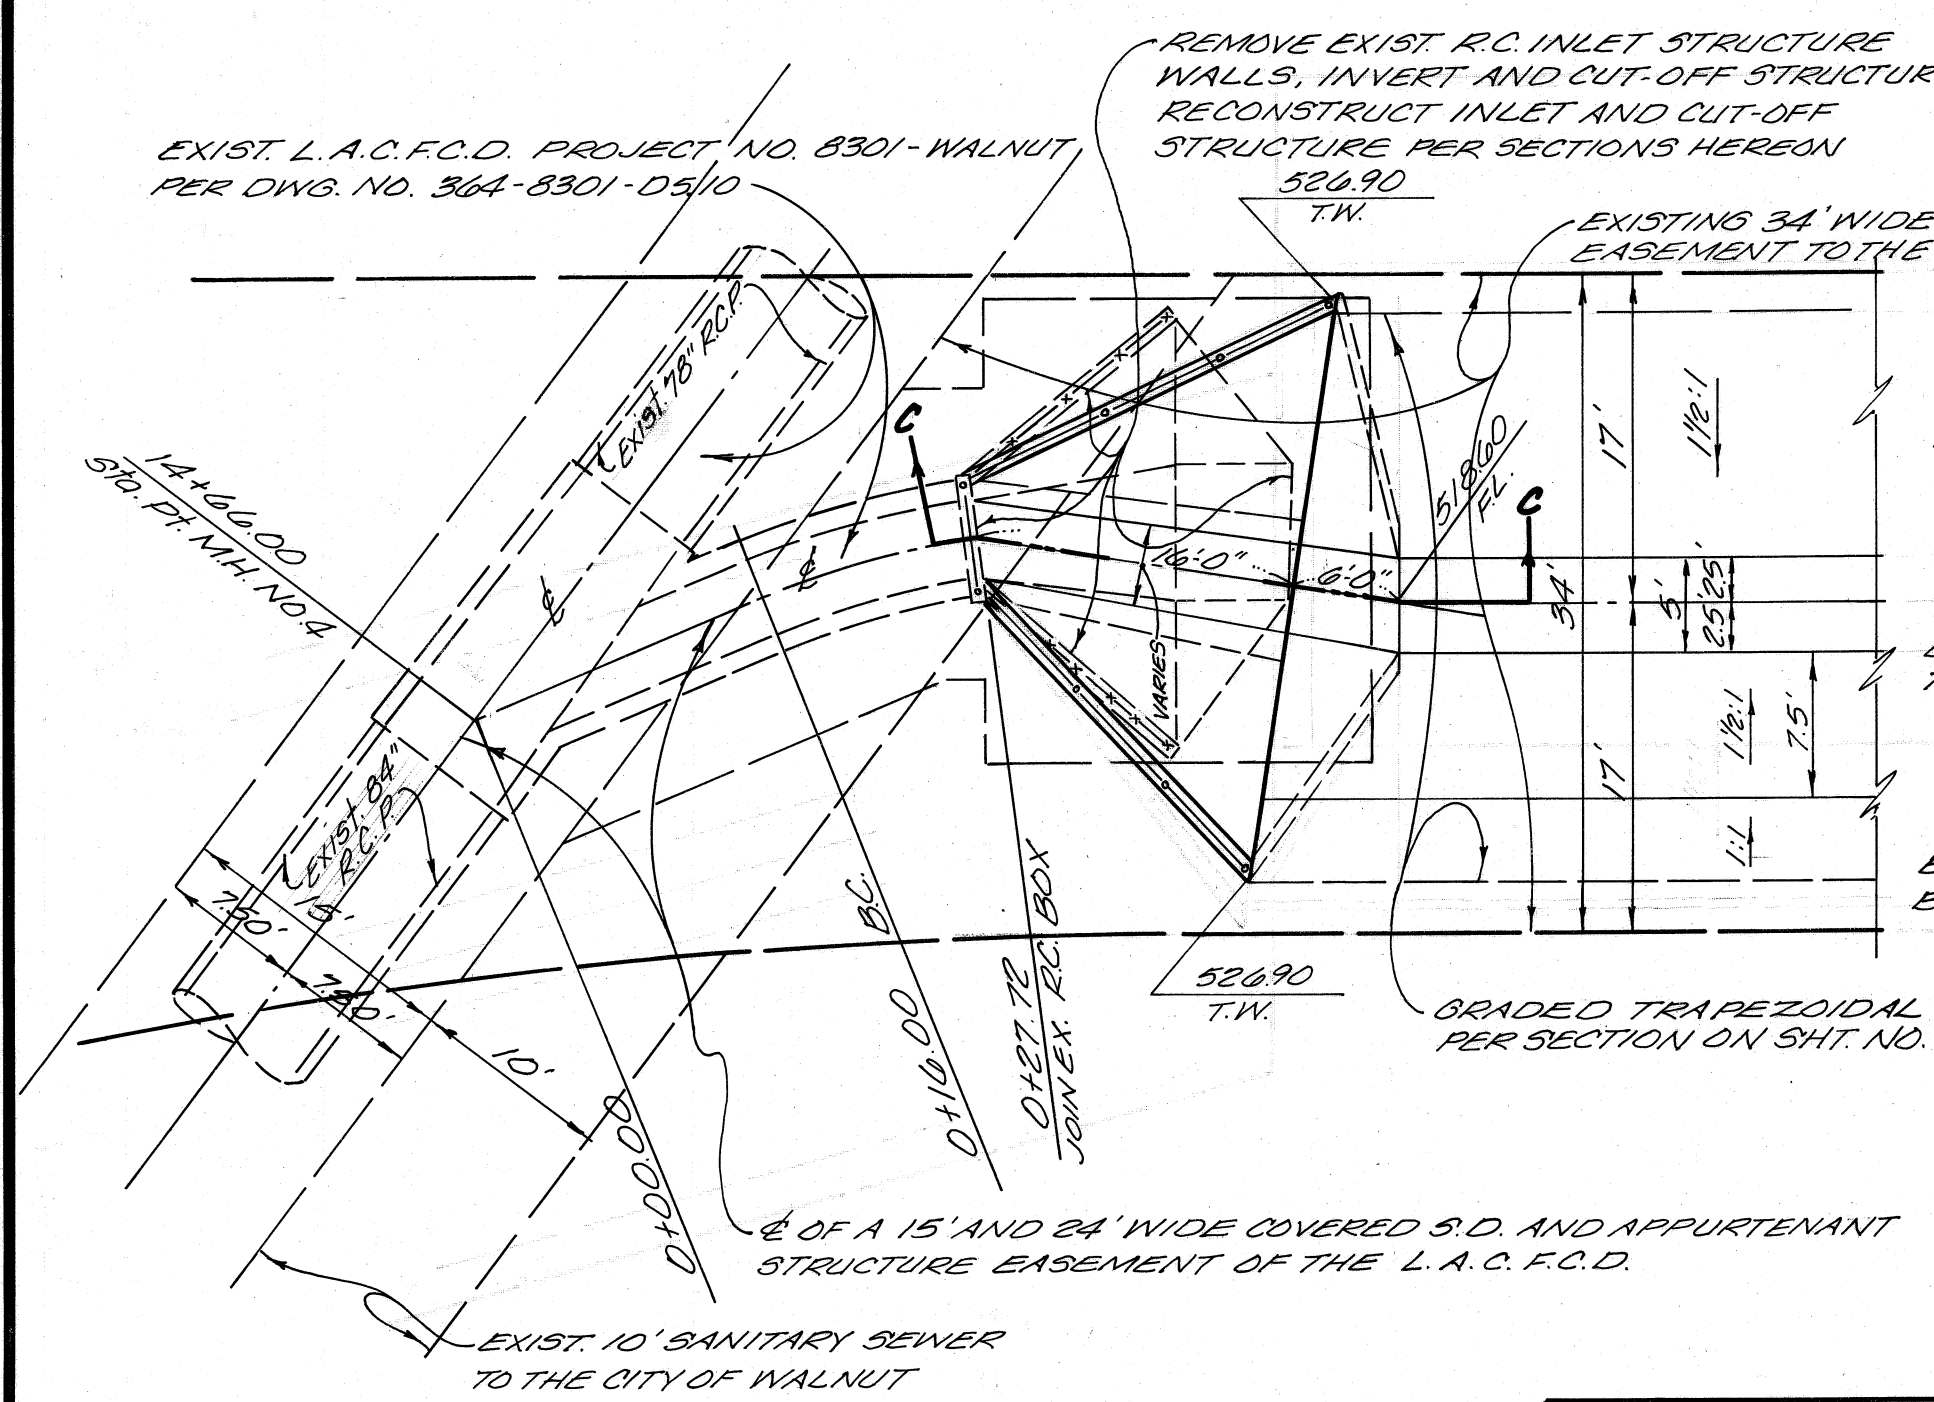 REMOVE EXIST. R.C. INLET STRUCTURE
WALLS, INVERT AND CUT-OFF STRUCTUR
RECONSTRUCT INLET AND CUT-OFF
STRUCTURE PER SECTIONS HEREON
EXIST. L.A.C.F.C.D. PROJECT NO. 8301-WALNUT
PER DWG. NO. 364-8301-D5.10
526.90
T.W.
EXISTING 34' WIDE
EASEMENT TO THE
EXIST. 78" R.C.P.
14+66.00
Sta. Pt. M.H. NO. 4
C
C
518.60
F.L.
16'-0"
6'-0"
VARIES
17'
34'
17'
1 1/2:1
5'
2.5'
2.5'
1 1/2:1
7.5'
1:1
℄
℄
EXIST. 84"
R.C.P.
7.50'
15'
7.50'
10'
B.C.
0+00.00
0+16.00
0+27.72
JOIN EX. R.C. BOX
526.90
T.W.
GRADED TRAPEZOIDAL
PER SECTION ON SHT. NO.
℄ OF A 15' AND 24' WIDE COVERED S.D. AND APPURTENANT
STRUCTURE EASEMENT OF THE L.A.C.F.C.D.
EXIST. 10' SANITARY SEWER
TO THE CITY OF WALNUT